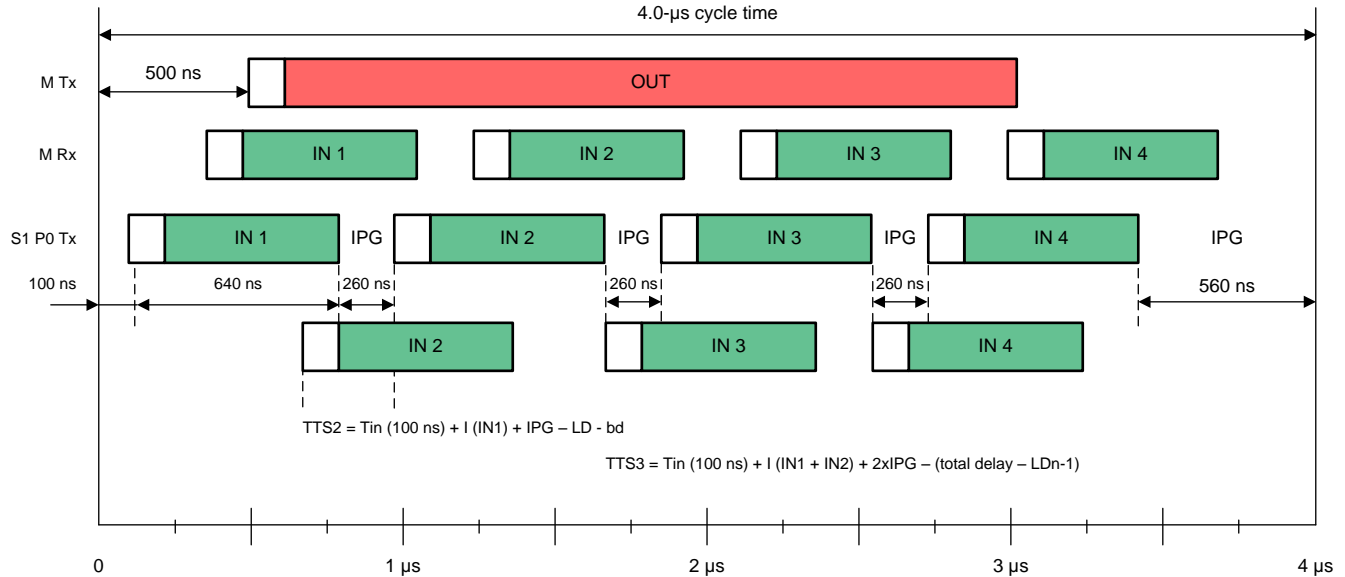 4.0-µs cycle time
500 ns
M Tx
OUT
M Rx
IN 1
IN 2
IN 3
IN 4
S1 P0 Tx
IN 1
IPG
IN 2
IPG
IN 3
IPG
IN 4
IPG
100 ns
640 ns
260 ns
260 ns
260 ns
560 ns
IN 2
IN 3
IN 4
TTS2 = Tin (100 ns) + I (IN1) + IPG – LD - bd
TTS3 = Tin (100 ns) + I (IN1 + IN2) + 2xIPG – (total delay – LDn-1)
0
1 µs
2 µs
3 µs
4 µs